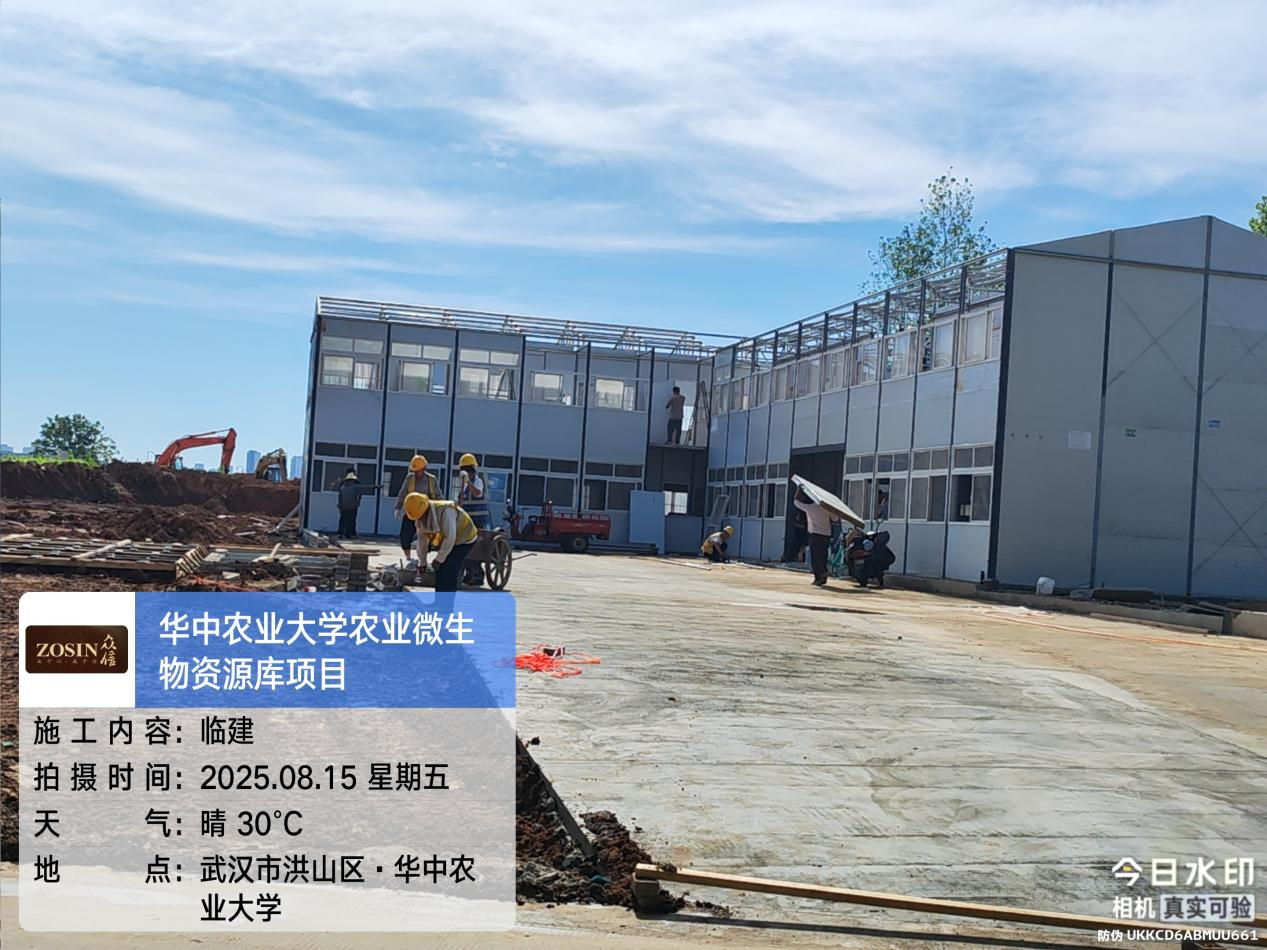 ZOSIN 众信
华中农业大学农业微生
物资源库项目
施工内容：临建
拍摄时间：2025.08.15 星期五
天气：晴 30℃
地点：武汉市洪山区·华中农
业大学
今日水印
相机 真实可验
防伪 UKKCD6ABMUU661